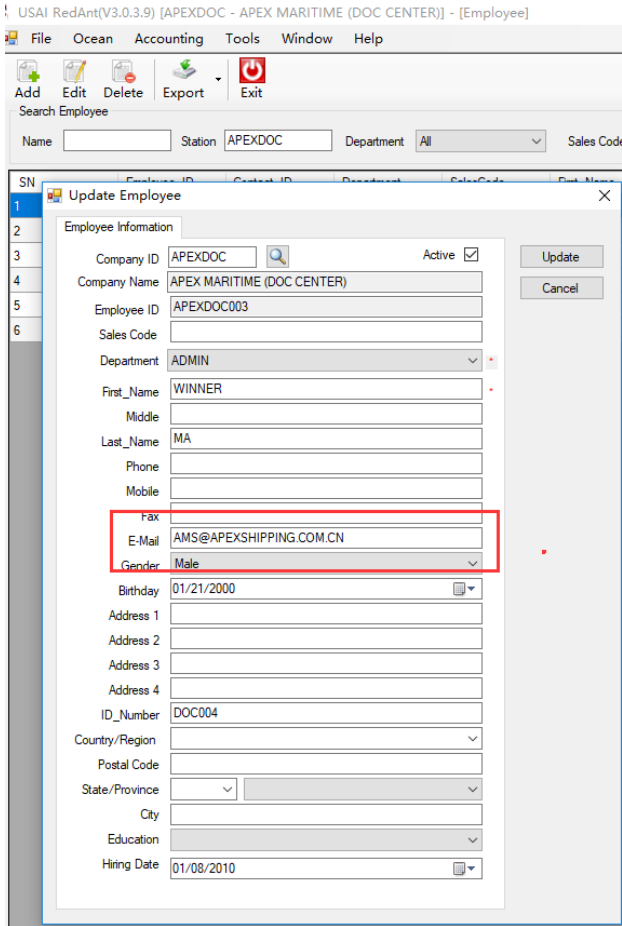 USAI RedAnt(V3.0.3.9) [APEXDOC - APEX MARITIME (DOC CENTER)] - [Employee]
File Ocean Accounting Tools Window Help
Add Edit Delete Export Exit
Search Employee
Name Station APEXDOC Department All Sales Code
SN Employee_ID Contact_ID Department SalesCode First_Name
1
2
3
4
5
6
Update Employee
Employee Information
Company ID APEXDOC Active Update
Company Name APEX MARITIME (DOC CENTER) Cancel
Employee ID APEXDOC003
Sales Code
Department ADMIN *
First_Name WINNER *
Middle
Last_Name MA
Phone
Mobile
Fax
E-Mail AMS@APEXSHIPPING.COM.CN
Gender Male
Birthday 01/21/2000
Address 1
Address 2
Address 3
Address 4
ID_Number DOC004
Country/Region
Postal Code
State/Province
City
Education
Hiring Date 01/08/2010